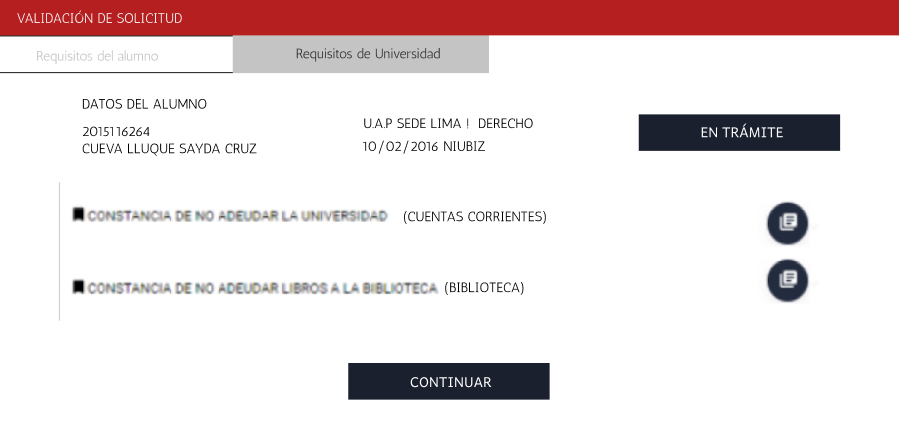 VALIDACIÓN DE SOLICITUD
Requisitos del alumno
Requisitos de Universidad
DATOS DEL ALUMNO
2015116264
CUEVA LLUQUE SAYDA CRUZ
U.A.P SEDE LIMA ! DERECHO
10/02/2016 NIUBIZ
EN TRÁMITE
CONSTANCIA DE NO ADEUDAR LA UNIVERSIDAD (CUENTAS CORRIENTES)
CONSTANCIA DE NO ADEUDAR LIBROS A LA BIBLIOTECA (BIBLIOTECA)
CONTINUAR